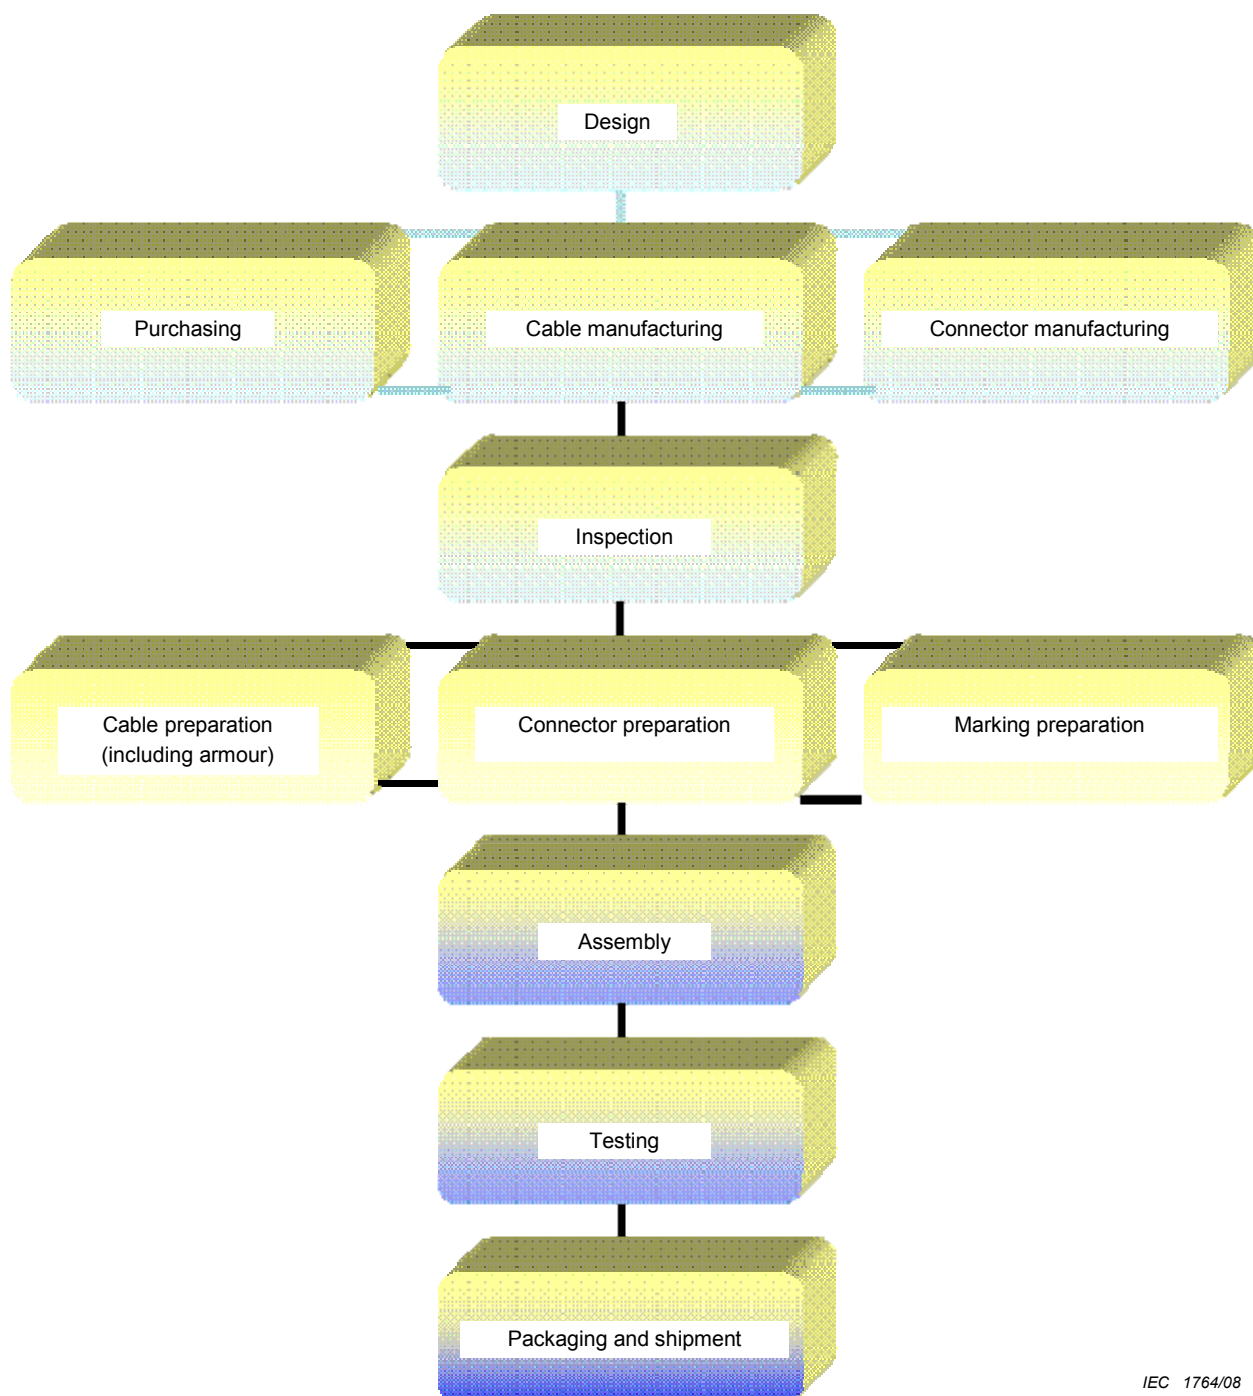 Design
Purchasing
Cable manufacturing
Connector manufacturing
Inspection
Cable preparation
(including armour)
Connector preparation
Marking preparation
Assembly
Testing
Packaging and shipment
IEC 1764/08